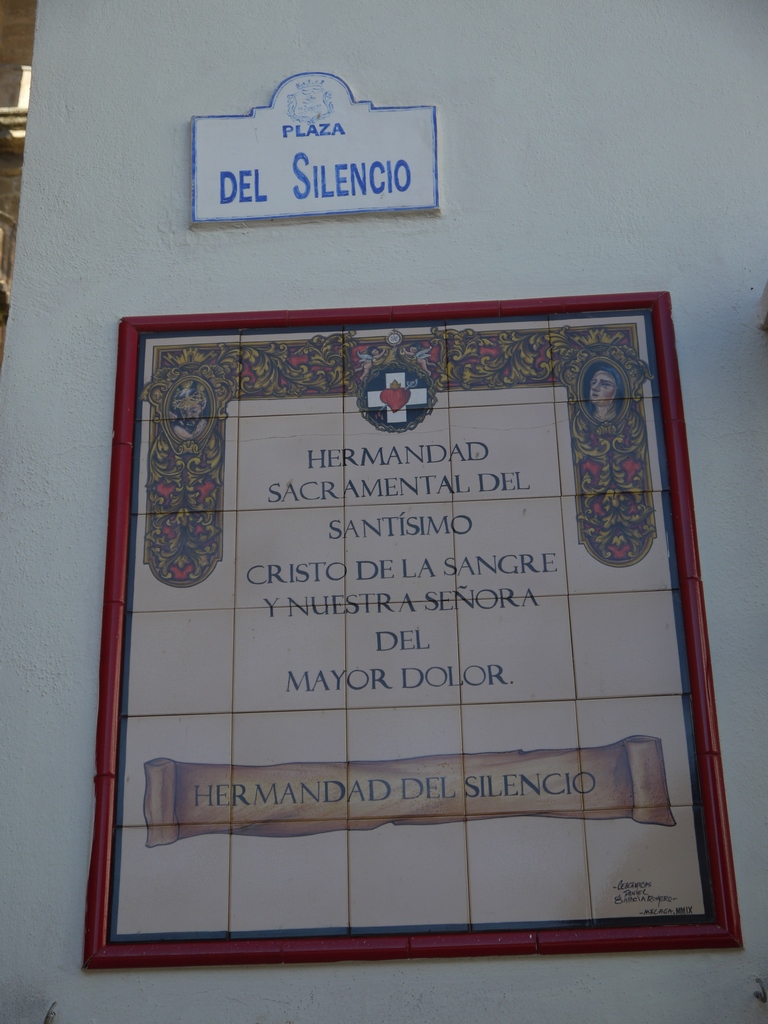 PLAZA
DEL SILENCIO
HERMANDAD
SACRAMENTAL DEL
SANTÍSIMO
CRISTO DE LA SANGRE
Y NUESTRA SEÑORA
DEL
MAYOR DOLOR.
HERMANDAD DEL SILENCIO
MMIX